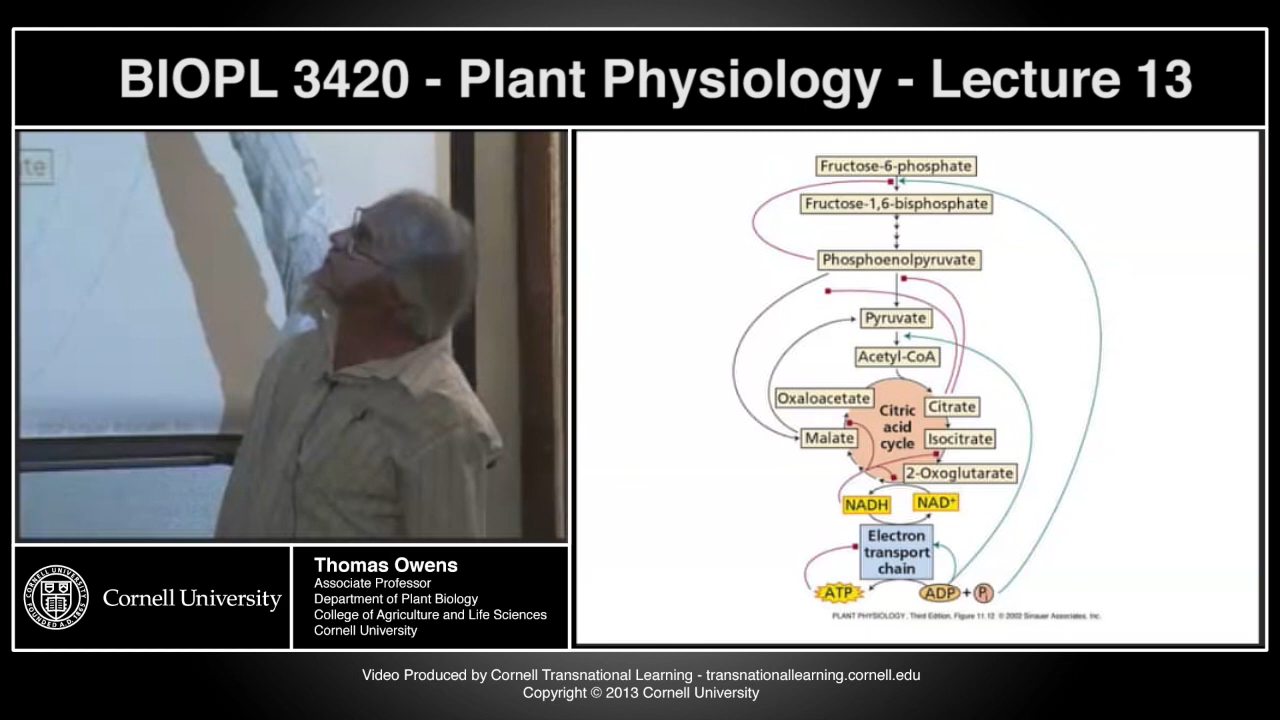 BIOPL 3420 - Plant Physiology - Lecture 13
te
Fructose-6-phosphate
Fructose-1,6-bisphosphate
Phosphoenolpyruvate
Pyruvate
Acetyl-CoA
Oxaloacetate
Citrate
Citric
acid
cycle
Malate
Isocitrate
2-Oxoglutarate
NADH
NAD⁺
Electron
transport
chain
ATP
ADP + Pᵢ
PLANT PHYSIOLOGY, Third Edition, Figure 11.12 © 2002 Sinauer Associates, Inc.
Cornell University
Thomas Owens
Associate Professor
Department of Plant Biology
College of Agriculture and Life Sciences
Cornell University
Video Produced by Cornell Transnational Learning - transnationallearning.cornell.edu
Copyright © 2013 Cornell University